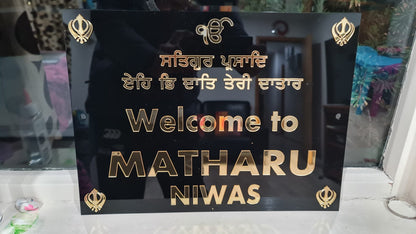 ੴ
ਸਤਿਗੁਰ ਪ੍ਰਸਾਦਿ
ਏਹਿ ਭਿ ਦਾਤਿ ਤੇਰੀ ਦਾਤਾਰ
Welcome to
MATHARU
NIWAS